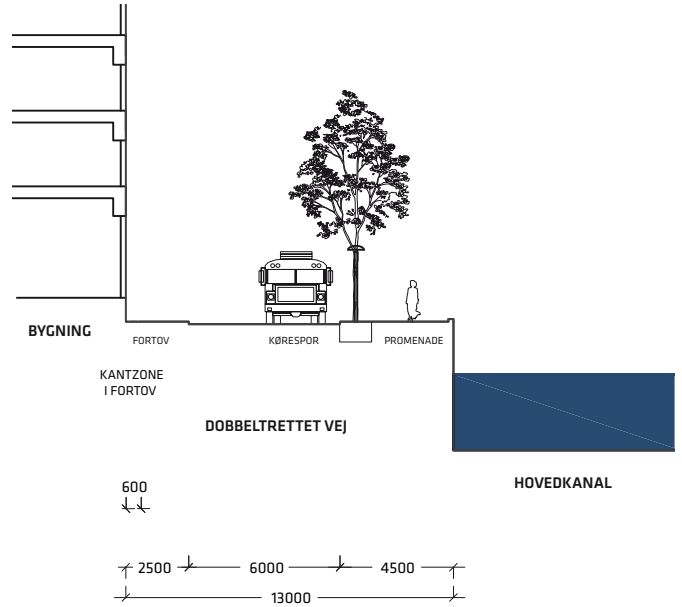 BYGNING
FORTOV
KØRESPOR
PROMENADE
KANTZONE
I FORTOV
DOBBELTRETTET VEJ
HOVEDKANAL
600
2500
6000
4500
13000